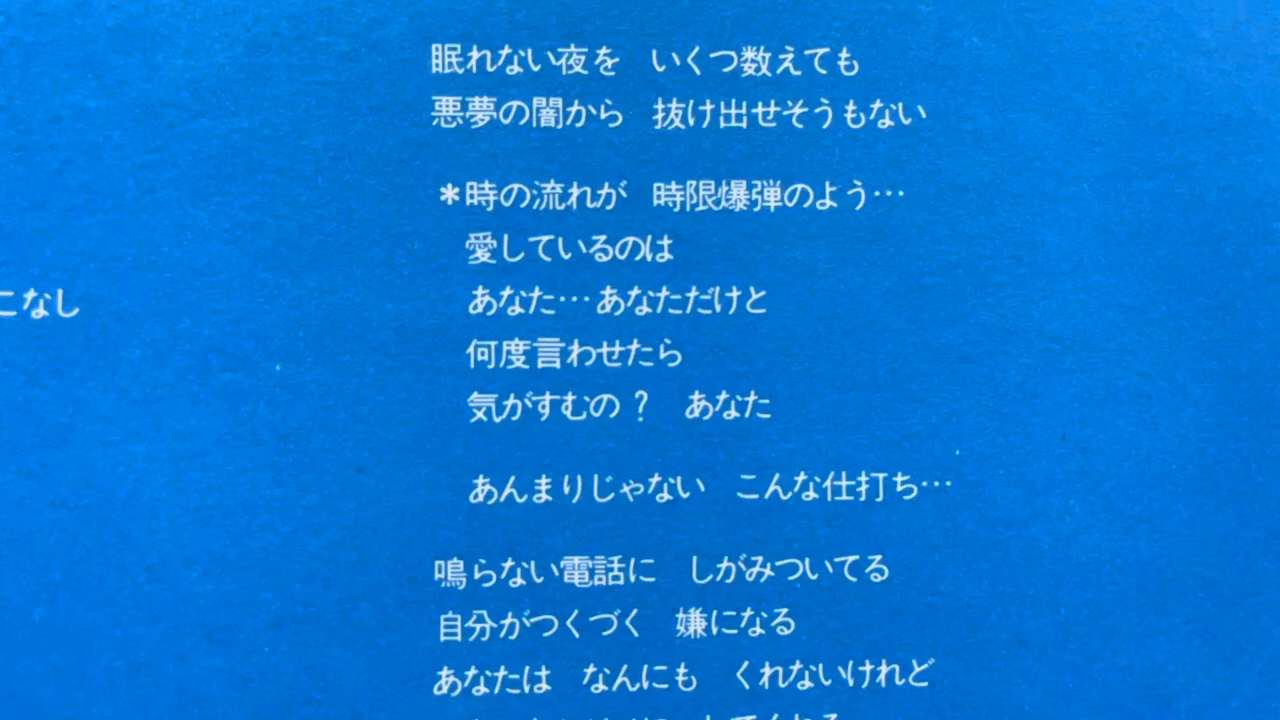 眠れない夜を　いくつ数えても
悪夢の闇から　抜け出せそうもない
＊時の流れが　時限爆弾のよう…
愛しているのは
あなた…あなただけど
何度言わせたら
気がすむの？　あなた
あんまりじゃない　こんな仕打ち…
鳴らない電話に　しがみついてる
自分がつくづく　嫌になる
あなたは　なんにも　くれないけれど
こなし